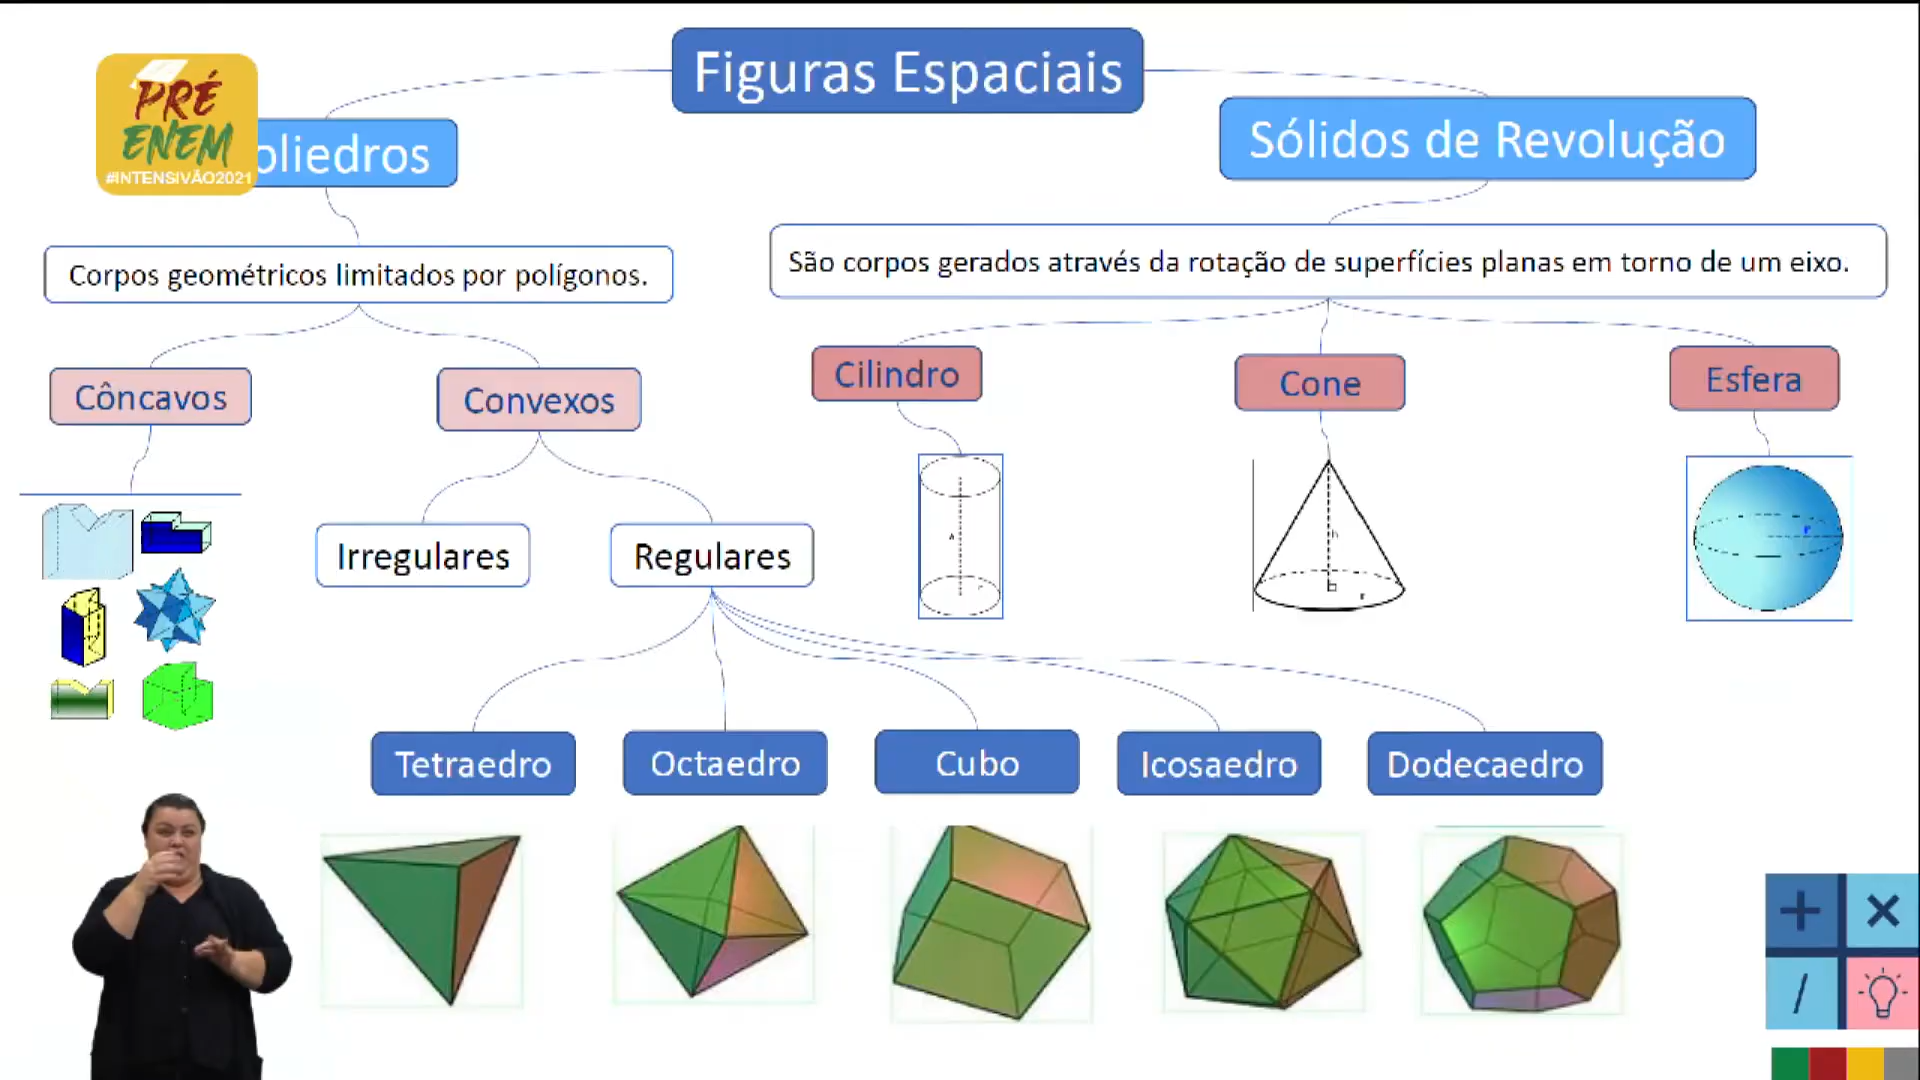 Figuras Espaciais
PRÉ
ENEM
#INTENSIVÃO2021
oliedros
Sólidos de Revolução
Corpos geométricos limitados por polígonos.
São corpos gerados através da rotação de superfícies planas em torno de um eixo.
Côncavos
Convexos
Cilindro
Cone
Esfera
Irregulares
Regulares
h
r
r
Tetraedro
Octaedro
Cubo
Icosaedro
Dodecaedro